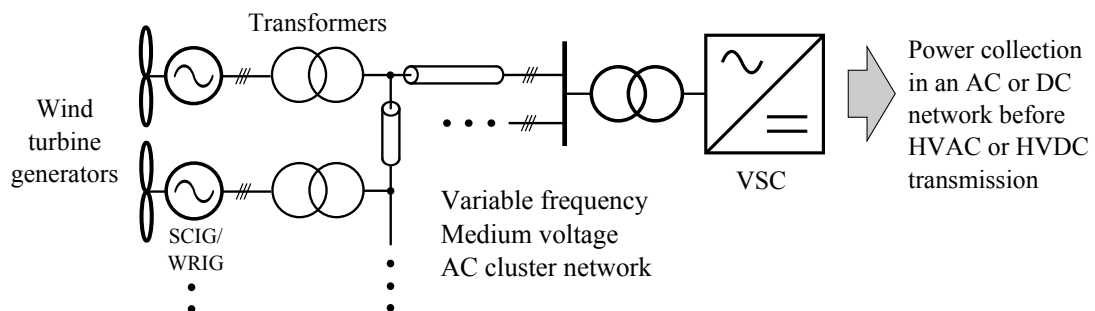 Transformers
Wind
turbine
generators
SCIG/
WRIG
Variable frequency
Medium voltage
AC cluster network
VSC
Power collection
in an AC or DC
network before
HVAC or HVDC
transmission